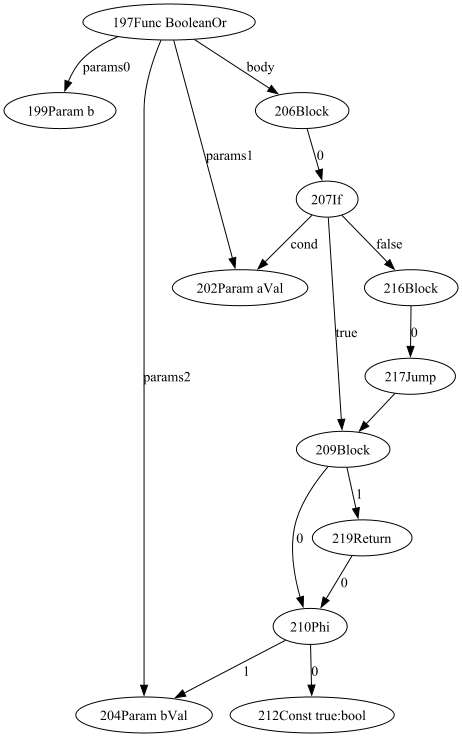 197Func BooleanOr
params0
body
199Param b
206Block
params1
0
207If
cond
false
202Param aVal
216Block
true
0
params2
217Jump
209Block
1
0
219Return
0
210Phi
1
0
204Param bVal
212Const true:bool